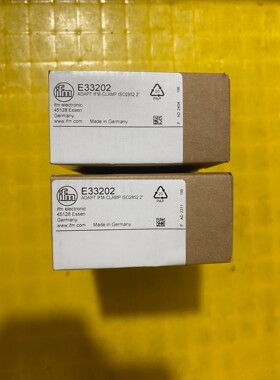 ifm
E33202
ADAPT IFM-CLAMP ISO2852 2"
ifm electronic
45128 Essen
Germany
www.ifm.com
Made in Germany
PAP
ifm
E33202
ADAPT IFM-CLAMP ISO2852 2"
ifm electronic
45128 Essen
Germany
www.ifm.com
Made in Germany
PAP